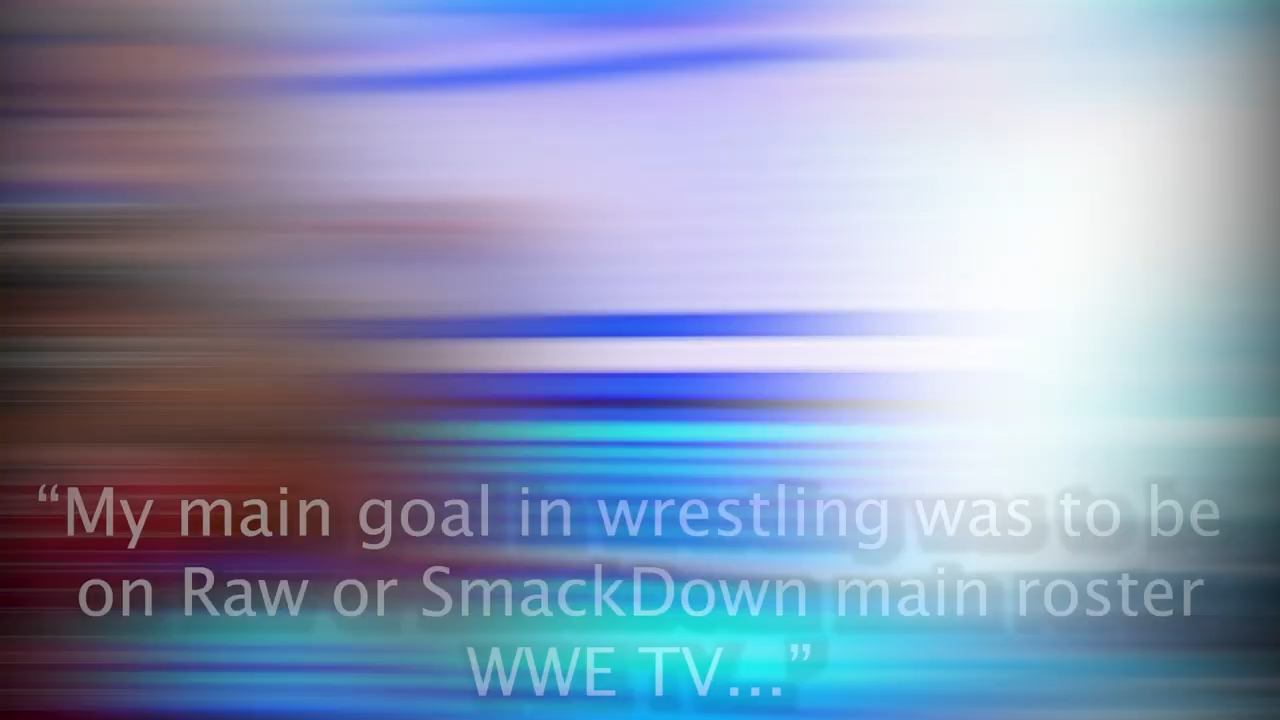 “My main goal in wrestling was to be
on Raw or SmackDown main roster
WWE TV…”